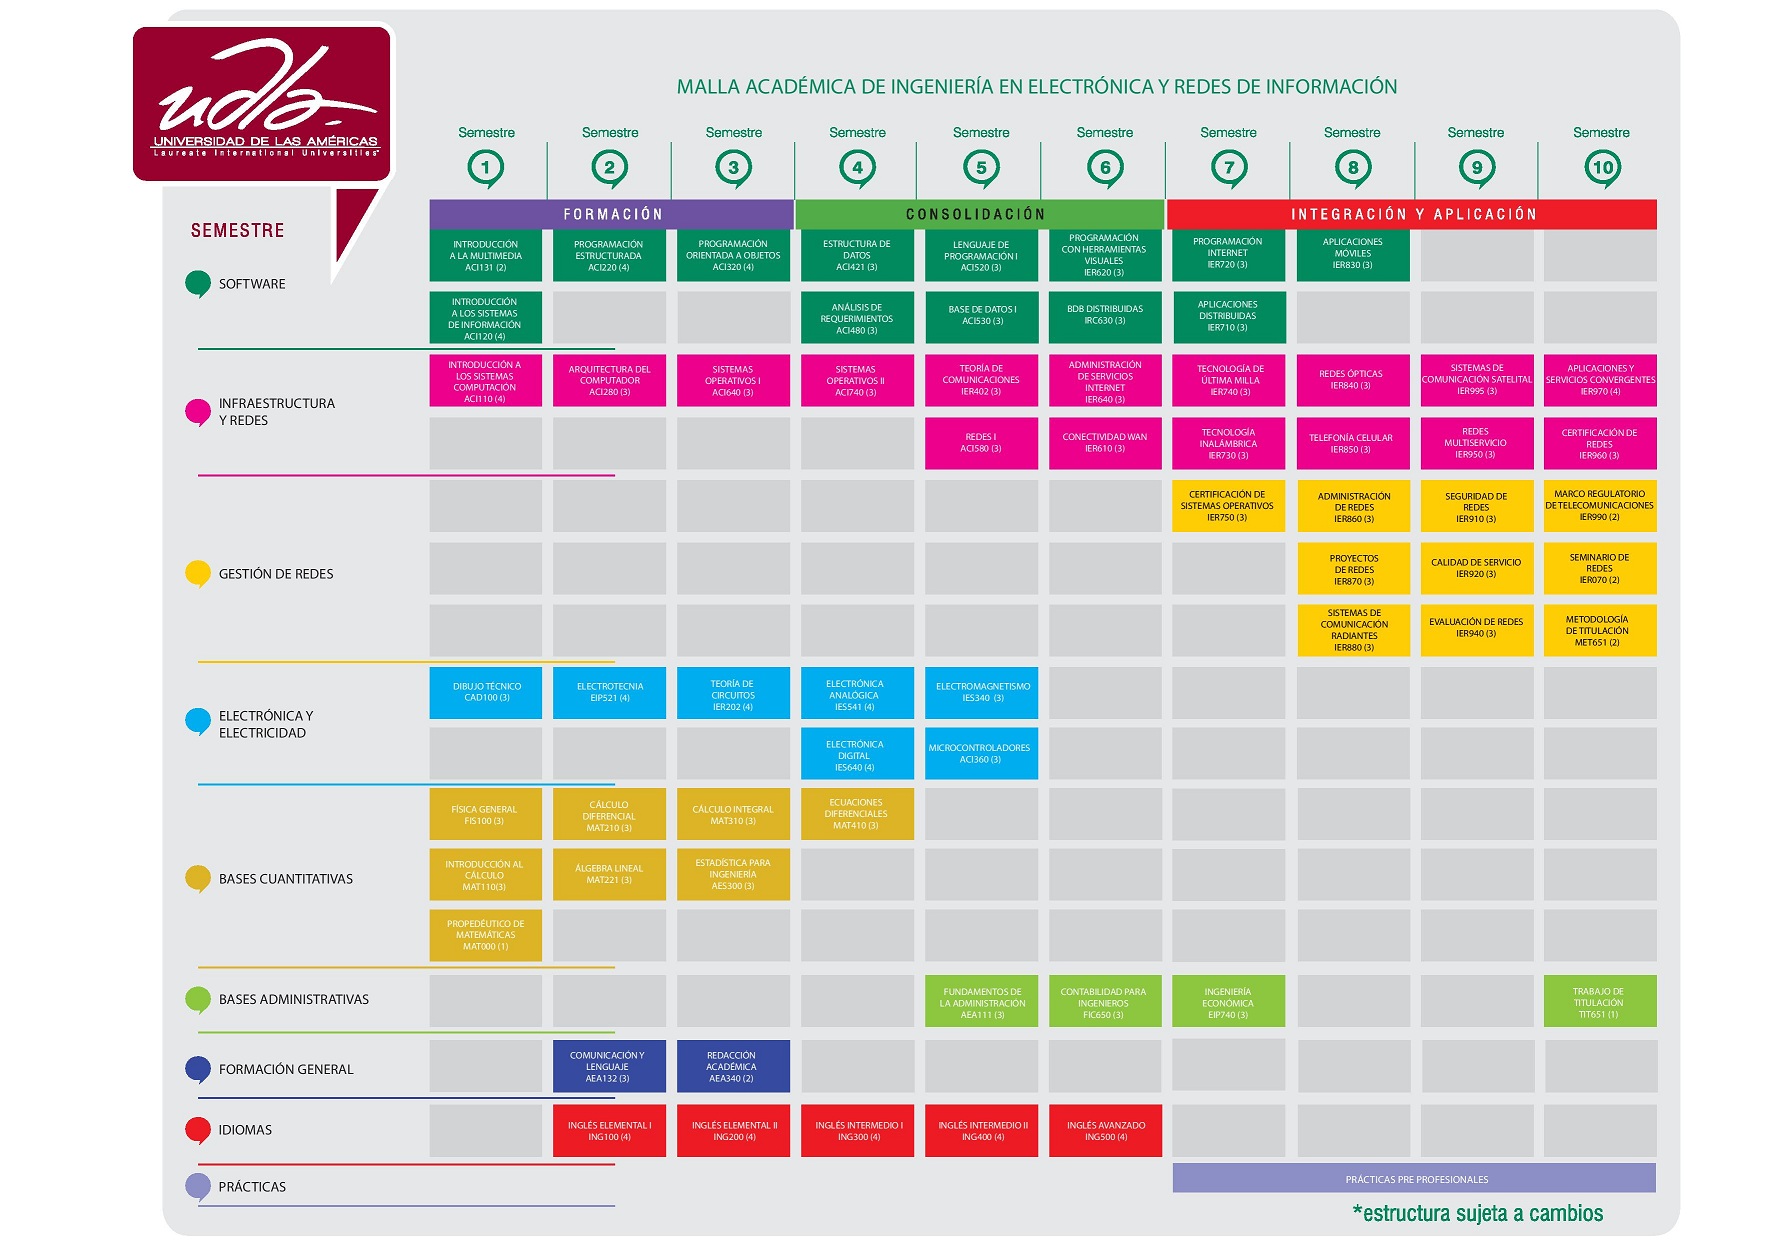 udla
UNIVERSIDAD DE LAS AMÉRICAS
Laureate International Universities
MALLA ACADÉMICA DE INGENIERÍA EN ELECTRÓNICA Y REDES DE INFORMACIÓN
Semestre Semestre Semestre Semestre Semestre Semestre Semestre Semestre Semestre Semestre
1 2 3 4 5 6 7 8 9 10
SEMESTRE
FORMACIÓN
CONSOLIDACIÓN
INTEGRACIÓN Y APLICACIÓN
SOFTWARE
INTRODUCCIÓN
A LA MULTIMEDIA
ACI131 (2)
PROGRAMACIÓN
ESTRUCTURADA
ACI220 (4)
PROGRAMACIÓN
ORIENTADA A OBJETOS
ACI320 (4)
ESTRUCTURA DE
DATOS
ACI421 (3)
LENGUAJE DE
PROGRAMACIÓN I
ACI520 (3)
PROGRAMACIÓN
CON HERRAMIENTAS
VISUALES
IER620 (3)
PROGRAMACIÓN
INTERNET
IER720 (3)
APLICACIONES
MÓVILES
IER830 (3)
INTRODUCCIÓN
A LOS SISTEMAS
DE INFORMACIÓN
ACI120 (4)
ANÁLISIS DE
REQUERIMIENTOS
ACI480 (3)
BASE DE DATOS I
ACI530 (3)
BDB DISTRIBUIDAS
IRC630 (3)
APLICACIONES
DISTRIBUIDAS
IER710 (3)
INFRAESTRUCTURA
Y REDES
INTRODUCCIÓN A
LOS SISTEMAS
COMPUTACIÓN
ACI110 (4)
ARQUITECTURA DEL
COMPUTADOR
ACI280 (3)
SISTEMAS
OPERATIVOS I
ACI640 (3)
SISTEMAS
OPERATIVOS II
ACI740 (3)
TEORÍA DE
COMUNICACIONES
IER402 (3)
ADMINISTRACIÓN
DE SERVICIOS
INTERNET
IER640 (3)
TECNOLOGÍA DE
ÚLTIMA MILLA
IER740 (3)
REDES ÓPTICAS
IER840 (3)
SISTEMAS DE
COMUNICACIÓN SATELITAL
IER995 (3)
APLICACIONES Y
SERVICIOS CONVERGENTES
IER970 (4)
REDES I
ACI580 (3)
CONECTIVIDAD WAN
IER610 (3)
TECNOLOGÍA
INALÁMBRICA
IER730 (3)
TELEFONÍA CELULAR
IER850 (3)
REDES
MULTISERVICIO
IER950 (3)
CERTIFICACIÓN DE
REDES
IER960 (3)
GESTIÓN DE REDES
CERTIFICACIÓN DE
SISTEMAS OPERATIVOS
IER750 (3)
ADMINISTRACIÓN
DE REDES
IER860 (3)
SEGURIDAD DE
REDES
IER910 (3)
MARCO REGULATORIO
DE TELECOMUNICACIONES
IER990 (2)
PROYECTOS
DE REDES
IER870 (3)
CALIDAD DE SERVICIO
IER920 (3)
SEMINARIO DE
REDES
IER070 (2)
SISTEMAS DE
COMUNICACIÓN
RADIANTES
IER880 (3)
EVALUACIÓN DE REDES
IER940 (3)
METODOLOGÍA
DE TITULACIÓN
MET651 (2)
ELECTRÓNICA Y
ELECTRICIDAD
DIBUJO TÉCNICO
CAD100 (3)
ELECTROTECNIA
EIP521 (4)
TEORÍA DE
CIRCUITOS
IER202 (4)
ELECTRÓNICA
ANALÓGICA
IES541 (4)
ELECTROMAGNETISMO
IES340 (3)
ELECTRÓNICA
DIGITAL
IES640 (4)
MICROCONTROLADORES
ACI360 (3)
BASES CUANTITATIVAS
FÍSICA GENERAL
FIS100 (3)
CÁLCULO
DIFERENCIAL
MAT210 (3)
CÁLCULO INTEGRAL
MAT310 (3)
ECUACIONES
DIFERENCIALES
MAT410 (3)
INTRODUCCIÓN AL
CÁLCULO
MAT110(3)
ÁLGEBRA LINEAL
MAT221 (3)
ESTADÍSTICA PARA
INGENIERÍA
AES300 (3)
PROPEDÉUTICO DE
MATEMÁTICAS
MAT000 (1)
BASES ADMINISTRATIVAS
FUNDAMENTOS DE
LA ADMINISTRACIÓN
AEA111 (3)
CONTABILIDAD PARA
INGENIEROS
FIC650 (3)
INGENIERÍA
ECONÓMICA
EIP740 (3)
TRABAJO DE
TITULACIÓN
TIT651 (1)
FORMACIÓN GENERAL
COMUNICACIÓN Y
LENGUAJE
AEA132 (3)
REDACCIÓN
ACADÉMICA
AEA340 (2)
IDIOMAS
INGLÉS ELEMENTAL I
ING100 (4)
INGLÉS ELEMENTAL II
ING200 (4)
INGLÉS INTERMEDIO I
ING300 (4)
INGLÉS INTERMEDIO II
ING400 (4)
INGLÉS AVANZADO
ING500 (4)
PRÁCTICAS
PRÁCTICAS PRE PROFESIONALES
*estructura sujeta a cambios